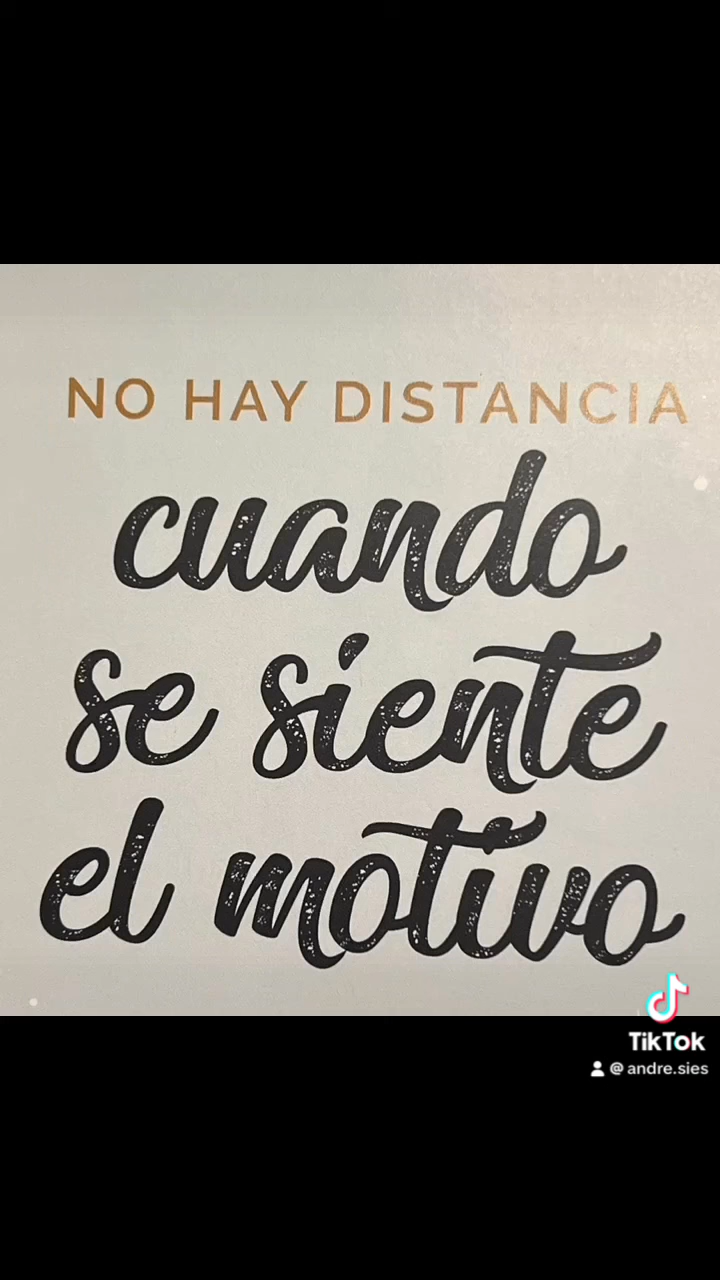 NO HAY DISTANCIA
cuando
se siente
el motivo
TikTok
@andre.sies